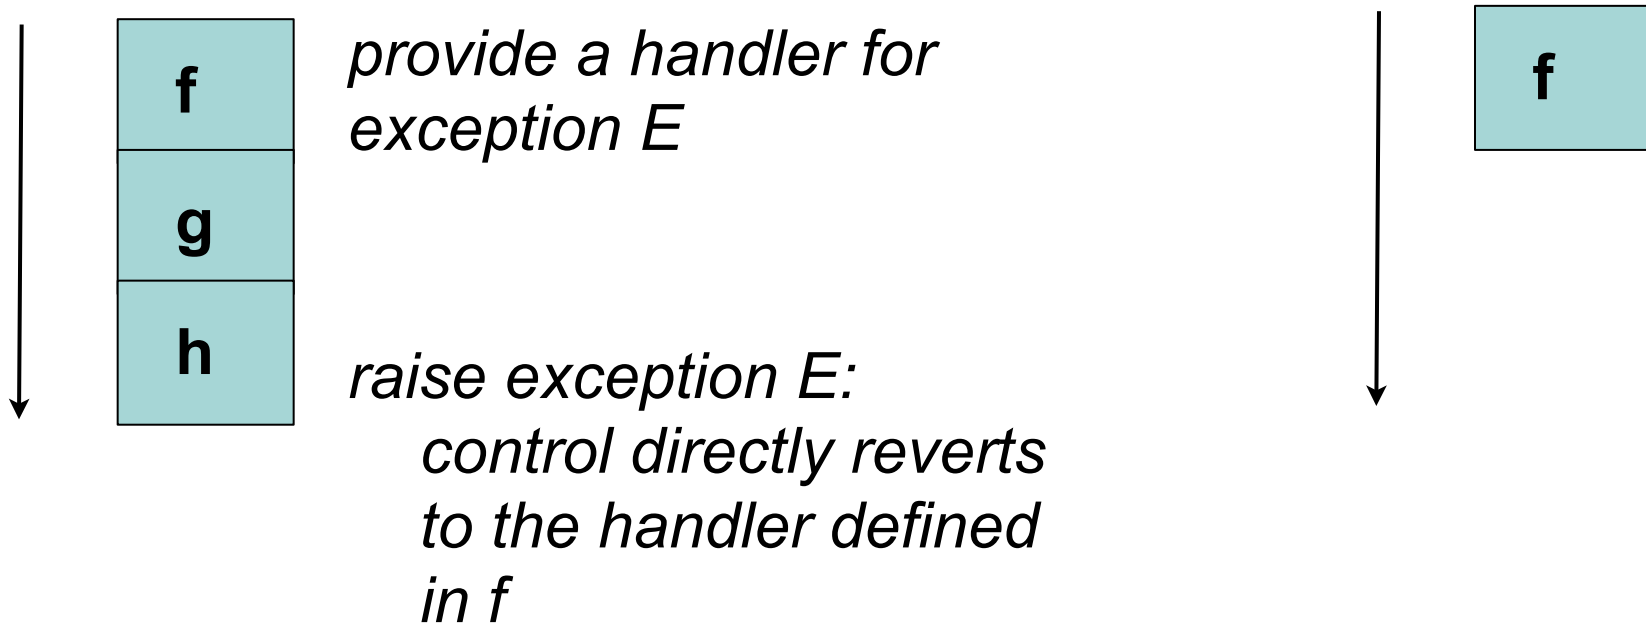 f
provide a handler for
exception E
g
h
raise exception E:
control directly reverts
to the handler defined
in f
f